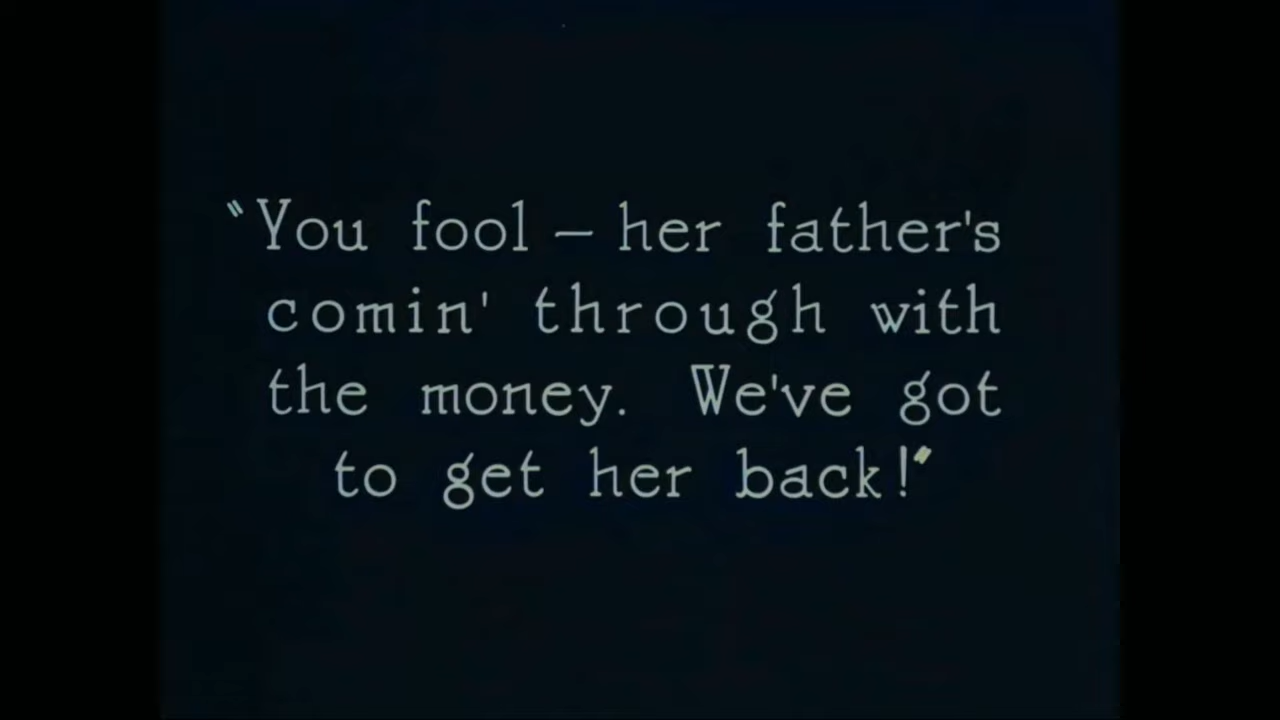 "You fool — her father's
comin' through with
the money. We've got
to get her back!"